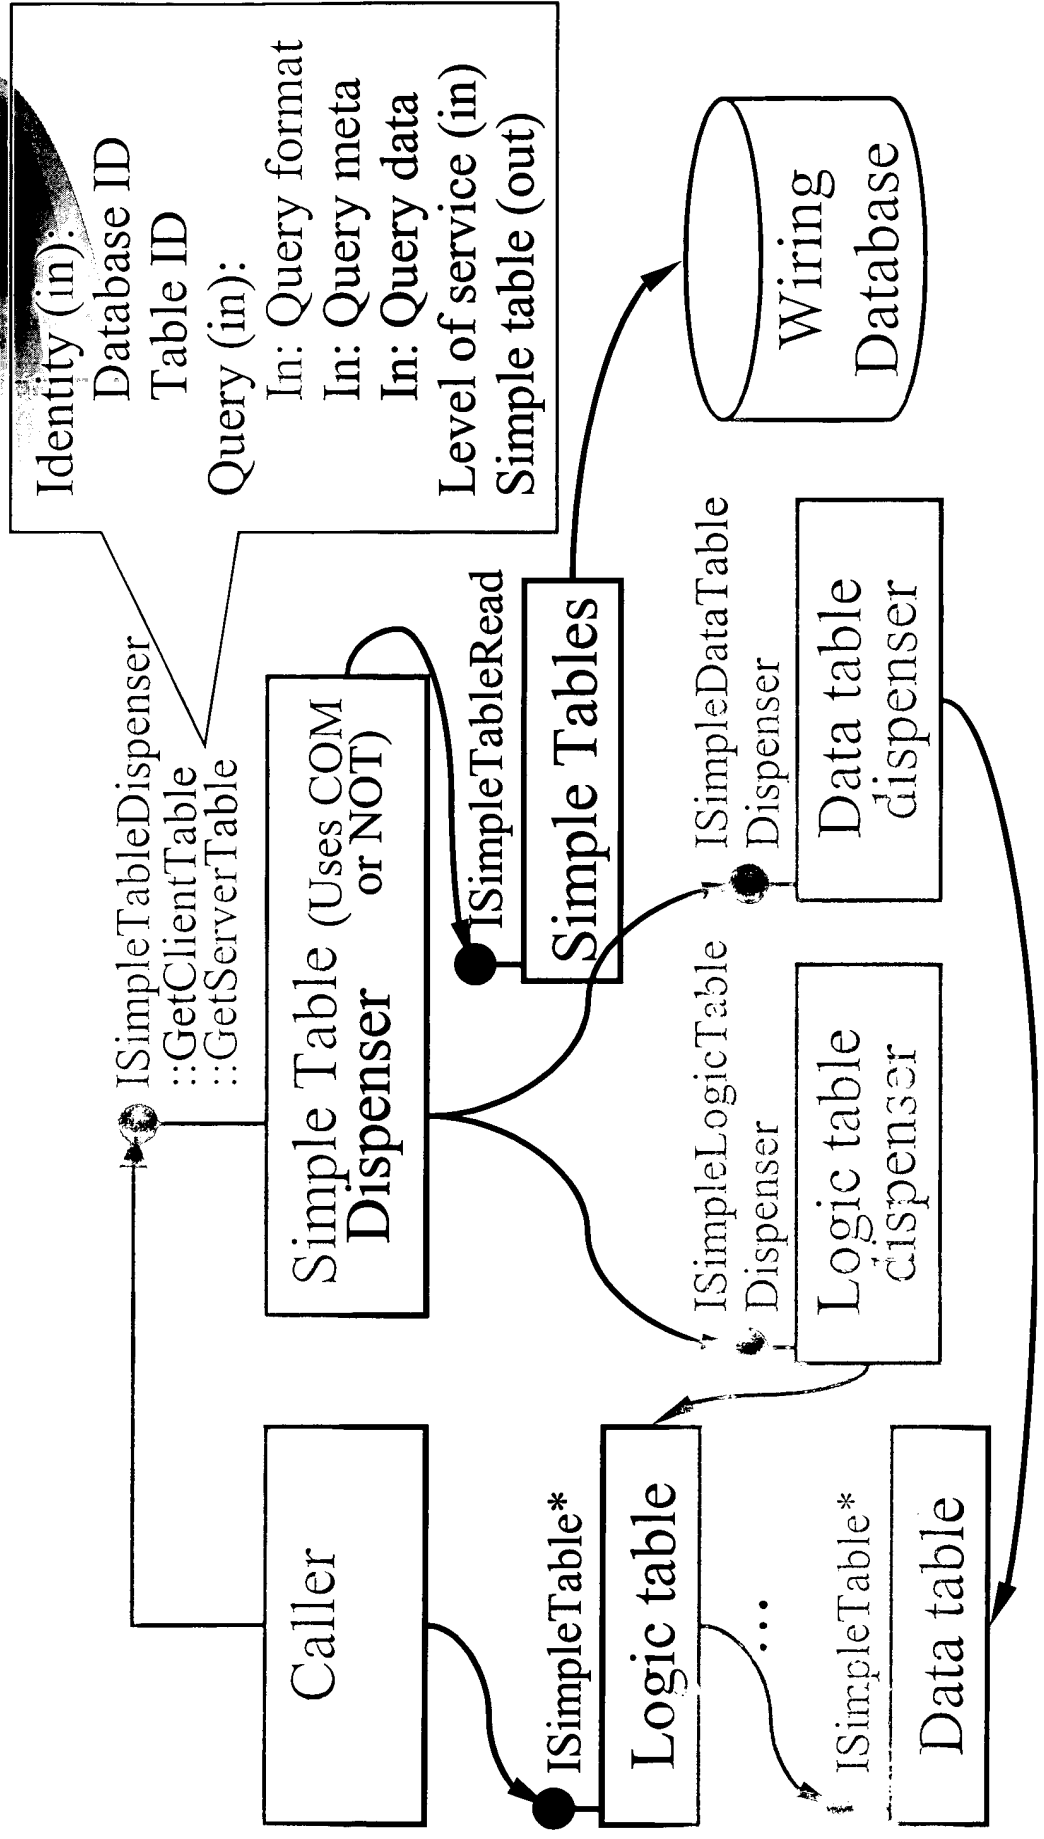 Identity (in):
Database ID
Table ID
Query (in):
In: Query format
In: Query meta
In: Query data
Level of service (in)
Simple table (out)
ISimpleTableDispenser
::GetClientTable
::GetServerTable
Caller
Simple Table (Uses COM
or NOT)
Dispenser
ISimpleTableRead
Simple Tables
Wiring
Database
ISimpleTable*
Logic table
...
ISimpleLogicTable
Dispenser
Logic table
dispenser
ISimpleDataTable
Dispenser
Data table
dispenser
ISimpleTable*
Data table